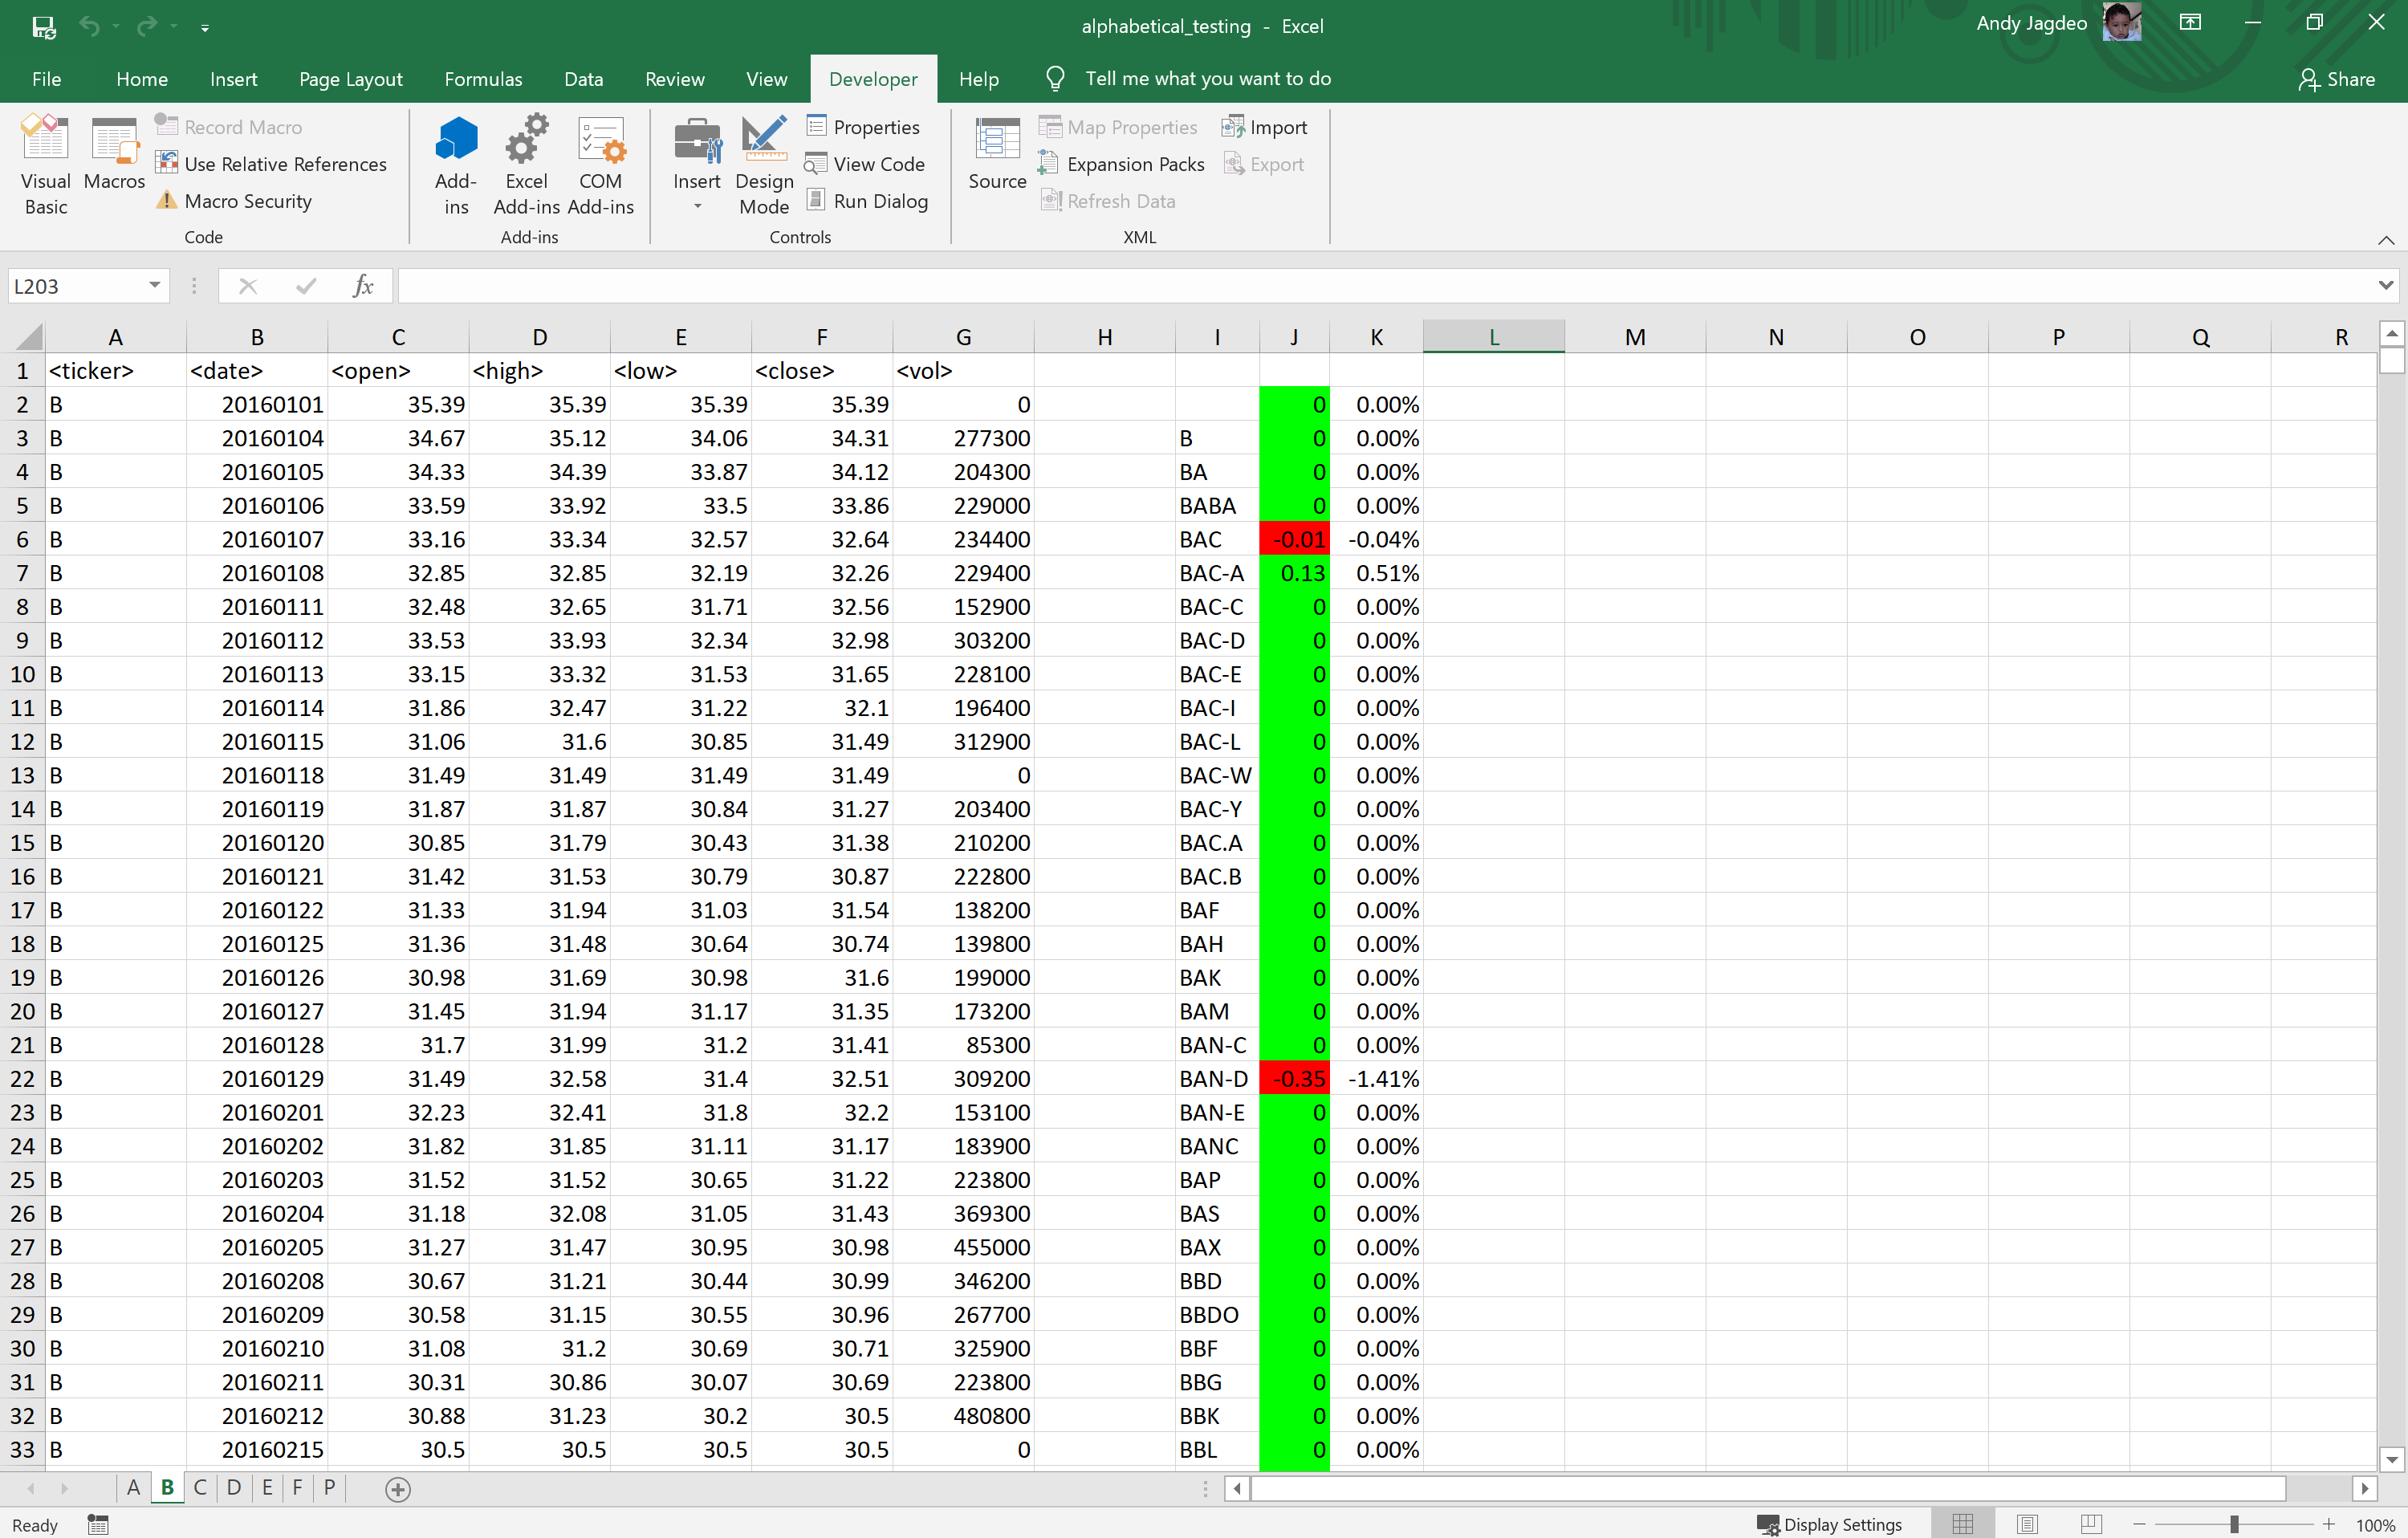 alphabetical_testing - Excel
Andy Jagdeo
File Home Insert Page Layout Formulas Data Review View Developer Help Tell me what you want to do Share
Visual Basic
Macros
Record Macro
Use Relative References
Macro Security
Code
Add-ins
Excel Add-ins
COM Add-ins
Add-ins
Insert
Design Mode
Properties
View Code
Run Dialog
Controls
Source
Map Properties
Expansion Packs
Refresh Data
Import
Export
XML
L203 fx
A B C D E F G H I J K L M N O P Q R
1 <ticker> <date> <open> <high> <low> <close> <vol>
2 B 20160101 35.39 35.39 35.39 35.39 0 0 0.00%
3 B 20160104 34.67 35.12 34.06 34.31 277300 B 0 0.00%
4 B 20160105 34.33 34.39 33.87 34.12 204300 BA 0 0.00%
5 B 20160106 33.59 33.92 33.5 33.86 229000 BABA 0 0.00%
6 B 20160107 33.16 33.34 32.57 32.64 234400 BAC -0.01 -0.04%
7 B 20160108 32.85 32.85 32.19 32.26 229400 BAC-A 0.13 0.51%
8 B 20160111 32.48 32.65 31.71 32.56 152900 BAC-C 0 0.00%
9 B 20160112 33.53 33.93 32.34 32.98 303200 BAC-D 0 0.00%
10 B 20160113 33.15 33.32 31.53 31.65 228100 BAC-E 0 0.00%
11 B 20160114 31.86 32.47 31.22 32.1 196400 BAC-I 0 0.00%
12 B 20160115 31.06 31.6 30.85 31.49 312900 BAC-L 0 0.00%
13 B 20160118 31.49 31.49 31.49 31.49 0 BAC-W 0 0.00%
14 B 20160119 31.87 31.87 30.84 31.27 203400 BAC-Y 0 0.00%
15 B 20160120 30.85 31.79 30.43 31.38 210200 BAC.A 0 0.00%
16 B 20160121 31.42 31.53 30.79 30.87 222800 BAC.B 0 0.00%
17 B 20160122 31.33 31.94 31.03 31.54 138200 BAF 0 0.00%
18 B 20160125 31.36 31.48 30.64 30.74 139800 BAH 0 0.00%
19 B 20160126 30.98 31.69 30.98 31.6 199000 BAK 0 0.00%
20 B 20160127 31.45 31.94 31.17 31.35 173200 BAM 0 0.00%
21 B 20160128 31.7 31.99 31.2 31.41 85300 BAN-C 0 0.00%
22 B 20160129 31.49 32.58 31.4 32.51 309200 BAN-D -0.35 -1.41%
23 B 20160201 32.23 32.41 31.8 32.2 153100 BAN-E 0 0.00%
24 B 20160202 31.82 31.85 31.11 31.17 183900 BANC 0 0.00%
25 B 20160203 31.52 31.52 30.65 31.22 223800 BAP 0 0.00%
26 B 20160204 31.18 32.08 31.05 31.43 369300 BAS 0 0.00%
27 B 20160205 31.27 31.47 30.95 30.98 455000 BAX 0 0.00%
28 B 20160208 30.67 31.21 30.44 30.99 346200 BBD 0 0.00%
29 B 20160209 30.58 31.15 30.55 30.96 267700 BBDO 0 0.00%
30 B 20160210 31.08 31.2 30.69 30.71 325900 BBF 0 0.00%
31 B 20160211 30.31 30.86 30.07 30.69 223800 BBG 0 0.00%
32 B 20160212 30.88 31.23 30.2 30.5 480800 BBK 0 0.00%
33 B 20160215 30.5 30.5 30.5 30.5 0 BBL 0 0.00%
A B C D E F P
Ready Display Settings 100%